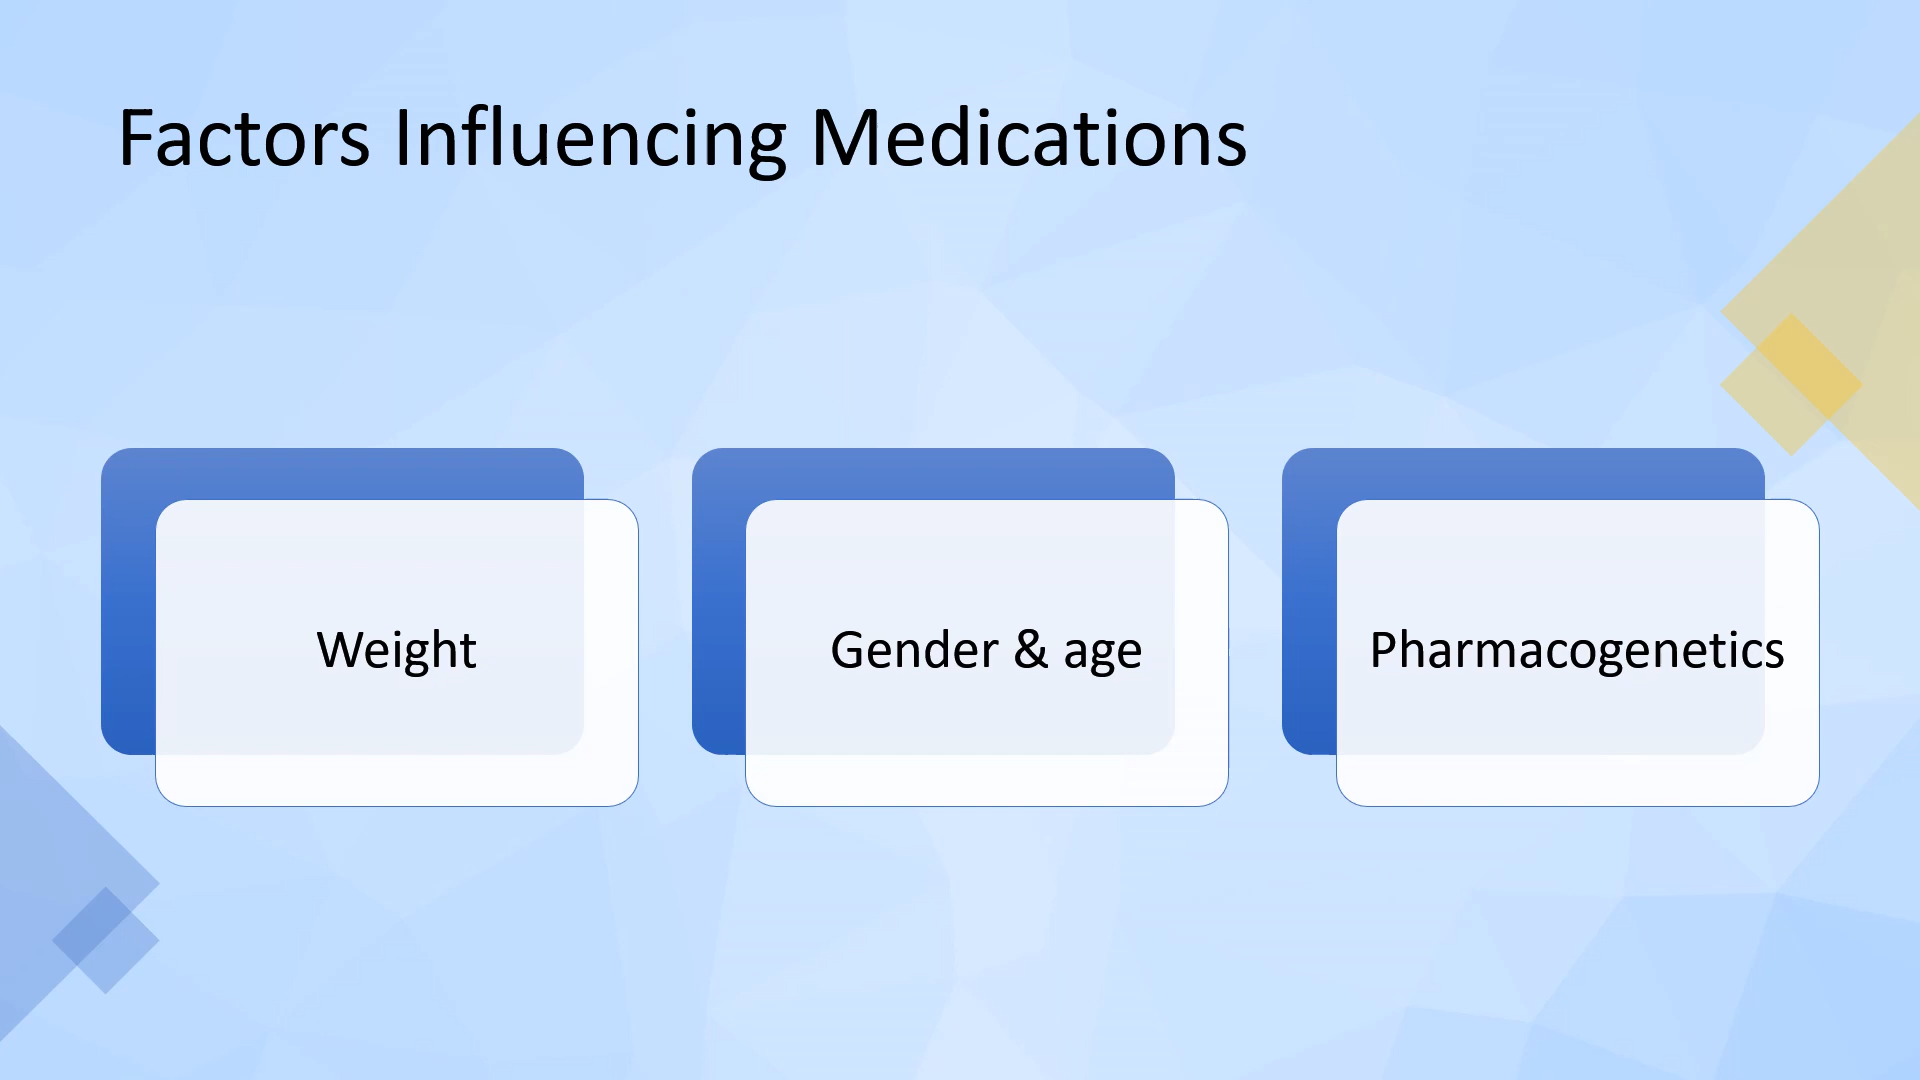 Factors Influencing Medications
Weight
Gender & age
Pharmacogenetics